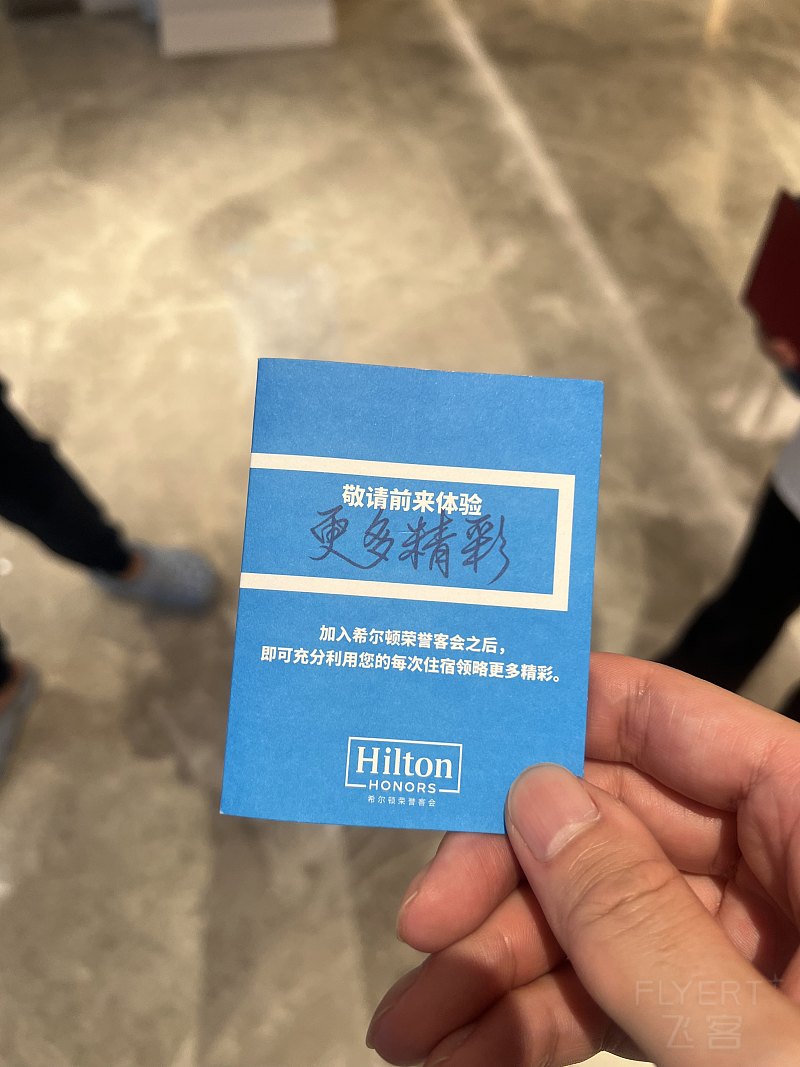 敬请前来体验
更多精彩
加入希尔顿荣誉客会之后，
即可充分利用您的每次住宿领略更多精彩。
Hilton
HONORS
希尔顿荣誉客会
FLYERT
飞客